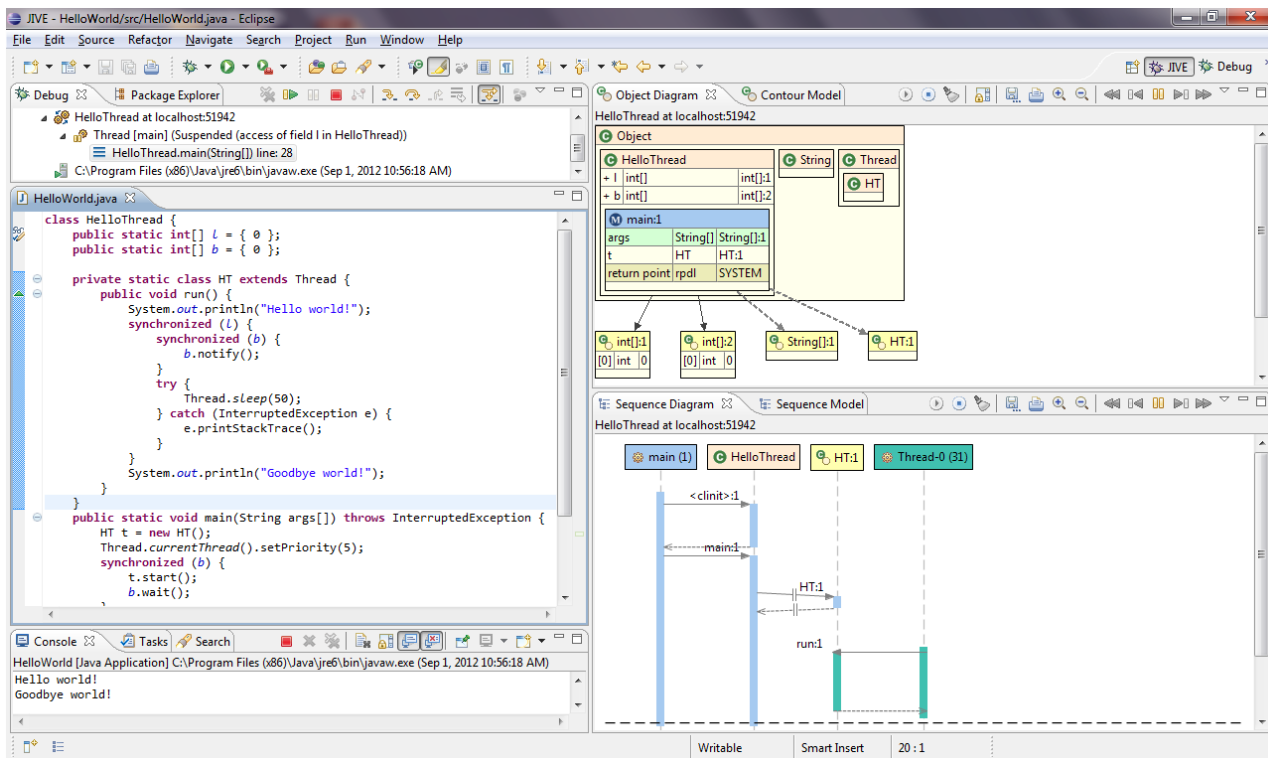 JIVE - HelloWorld/src/HelloWorld.java - Eclipse
File Edit Source Refactor Navigate Search Project Run Window Help
JIVE Debug
Debug Package Explorer
HelloThread at localhost:51942
Thread [main] (Suspended (access of field l in HelloThread))
HelloThread.main(String[]) line: 28
C:\Program Files (x86)\Java\jre6\bin\javaw.exe (Sep 1, 2012 10:56:18 AM)
HelloWorld.java
class HelloThread {
public static int[] l = { 0 };
public static int[] b = { 0 };
private static class HT extends Thread {
public void run() {
System.out.println("Hello world!");
synchronized (l) {
synchronized (b) {
b.notify();
}
try {
Thread.sleep(50);
} catch (InterruptedException e) {
e.printStackTrace();
}
}
System.out.println("Goodbye world!");
}
}
public static void main(String args[]) throws InterruptedException {
HT t = new HT();
Thread.currentThread().setPriority(5);
synchronized (b) {
t.start();
b.wait();
}
Console Tasks Search
HelloWorld [Java Application] C:\Program Files (x86)\Java\jre6\bin\javaw.exe (Sep 1, 2012 10:56:18 AM)
Hello world!
Goodbye world!
Object Diagram Contour Model
HelloThread at localhost:51942
Object
HelloThread String Thread
+ l int[] int[]:1
HT
+ b int[] int[]:2
main:1
args String[] String[]:1
t HT HT:1
return point rpdl SYSTEM
int[]:1 int[]:2 String[]:1 HT:1
[0] int 0 [0] int 0
Sequence Diagram Sequence Model
HelloThread at localhost:51942
main (1) HelloThread HT:1 Thread-0 (31)
<clinit>:1
main:1
HT:1
run:1
Writable Smart Insert 20 : 1